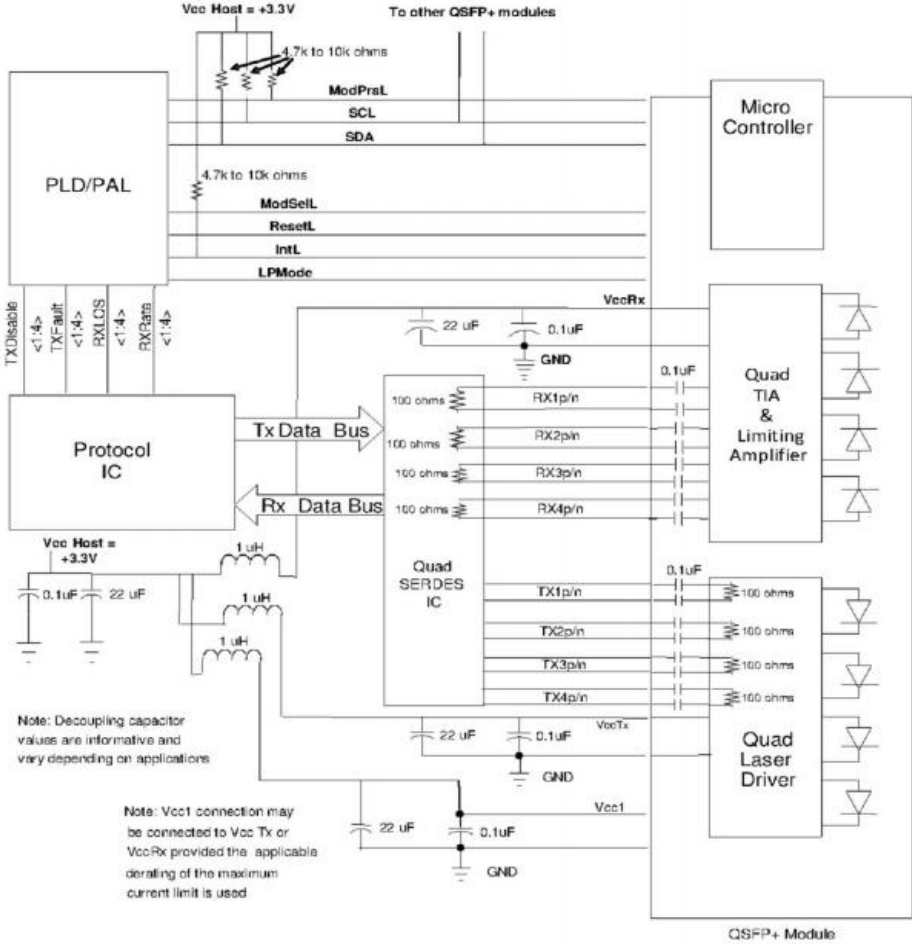 Vcc Host = +3.3V
To other QSFP+ modules
4.7k to 10k ohms
ModPrsL
SCL
SDA
PLD/PAL
4.7k to 10k ohms
ModSelL
ResetL
IntL
LPMode
Micro
Controller
TXDisable
<1:4>
TXFault
<1:4>
RXLOS
<1:4>
RXRate
<1:4>
VccRx
22 uF
0.1uF
GND
0.1uF
100 ohms
RX1p/n
100 ohms
RX2p/n
100 ohms
RX3p/n
100 ohms
RX4p/n
Quad
TIA
&
Limiting
Amplifier
Protocol
IC
Tx Data Bus
Rx Data Bus
Quad
SERDES
IC
Vcc Host =
+3.3V
0.1uF
22 uF
1 uH
1 uH
1 uH
0.1uF
TX1p/n
100 ohms
TX2p/n
100 ohms
TX3p/n
100 ohms
TX4p/n
100 ohms
VccTx
22 uF
0.1uF
GND
Quad
Laser
Driver
Note: Decoupling capacitor
values are informative and
vary depending on applications
Vcc1
22 uF
0.1uF
GND
Note: Vcc1 connection may
be connected to Vcc Tx or
VccRx provided the applicable
derating of the maximum
current limit is used
QSFP+ Module